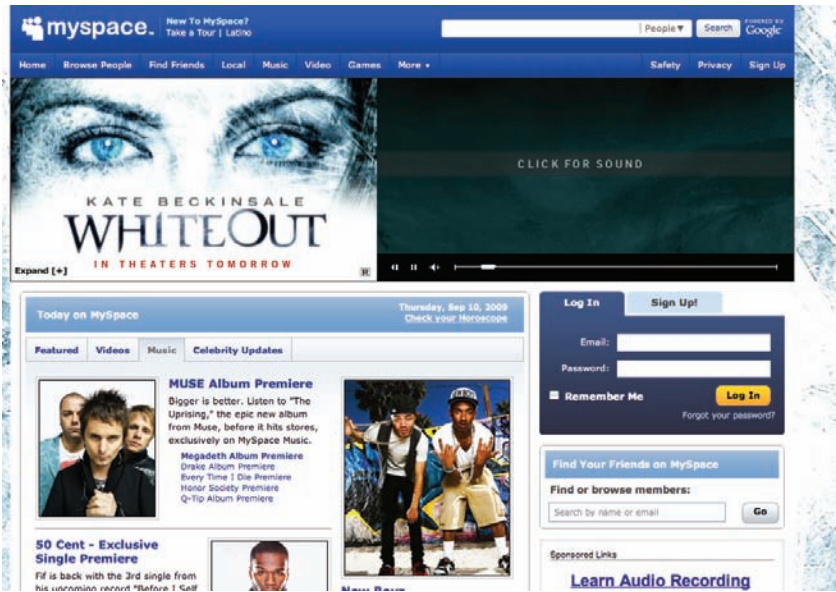 myspace.
New To MySpace?
Take a Tour | Latino
People▼
Search
POWERED BY
Google
Home Browse People Find Friends Local Music Video Games More
Safety Privacy Sign Up
KATE BECKINSALE
WHITEOUT
IN THEATERS TOMORROW
Expand [+]
R
CLICK FOR SOUND
Today on MySpace
Thursday, Sep 10, 2009
Check your Horoscope
Featured Videos Music Celebrity Updates
MUSE Album Premiere
Bigger is better. Listen to "The
Uprising," the epic new album
from Muse, before it hits stores,
exclusively on MySpace Music.
Megadeth Album Premiere
Drake Album Premiere
Every Time I Die Premiere
Honor Society Premiere
Q-Tip Album Premiere
50 Cent - Exclusive
Single Premiere
Fif is back with the 3rd single from
his upcoming record "Before I Self
New Boyz
Log In Sign Up!
Email:
Password:
Remember Me
Log In
Forgot your password?
Find Your Friends on MySpace
Find or browse members:
Search by name or email
Go
Sponsored Links
Learn Audio Recording